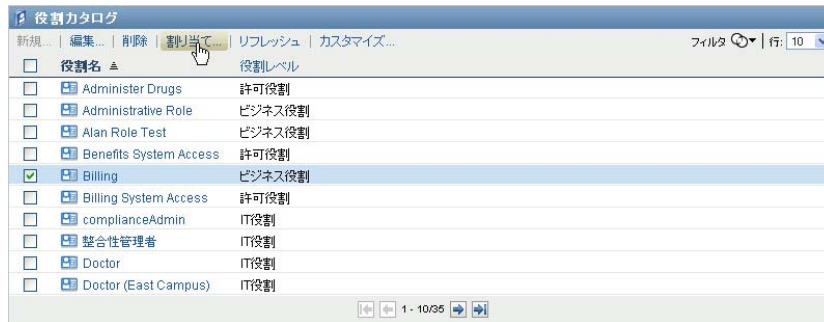 役割カタログ
新規... | 編集... | 削除 | 割り当て... | リフレッシュ | カスタマイズ... フィルタ | 行: 10
役割名 役割レベル
Administer Drugs 許可役割
Administrative Role ビジネス役割
Alan Role Test ビジネス役割
Benefits System Access 許可役割
Billing ビジネス役割
Billing System Access 許可役割
complianceAdmin IT役割
整合性管理者 IT役割
Doctor IT役割
Doctor (East Campus) IT役割
1 - 10/35